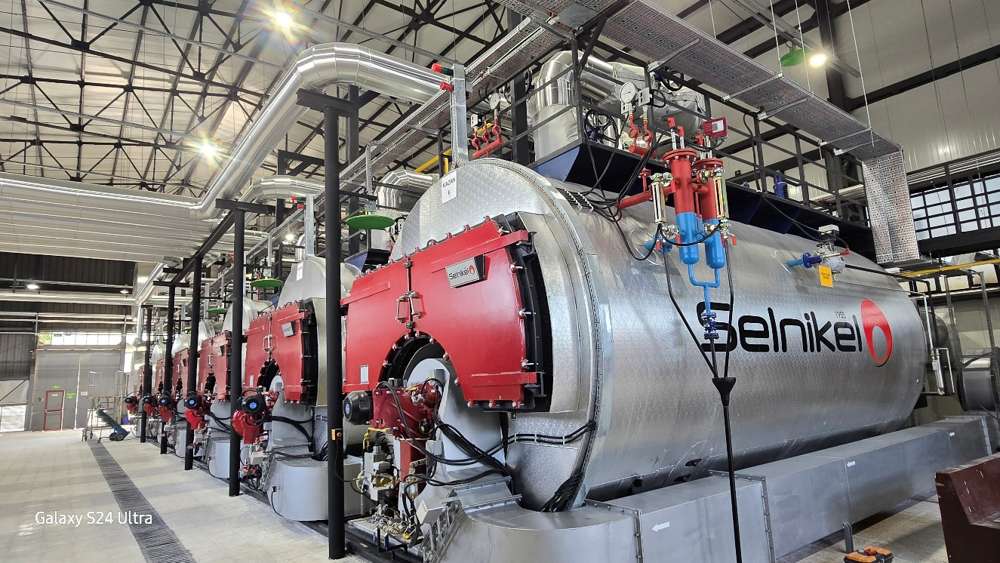 KAZAN
6
Selnikel
1955
Selnikel
Galaxy S24 Ultra